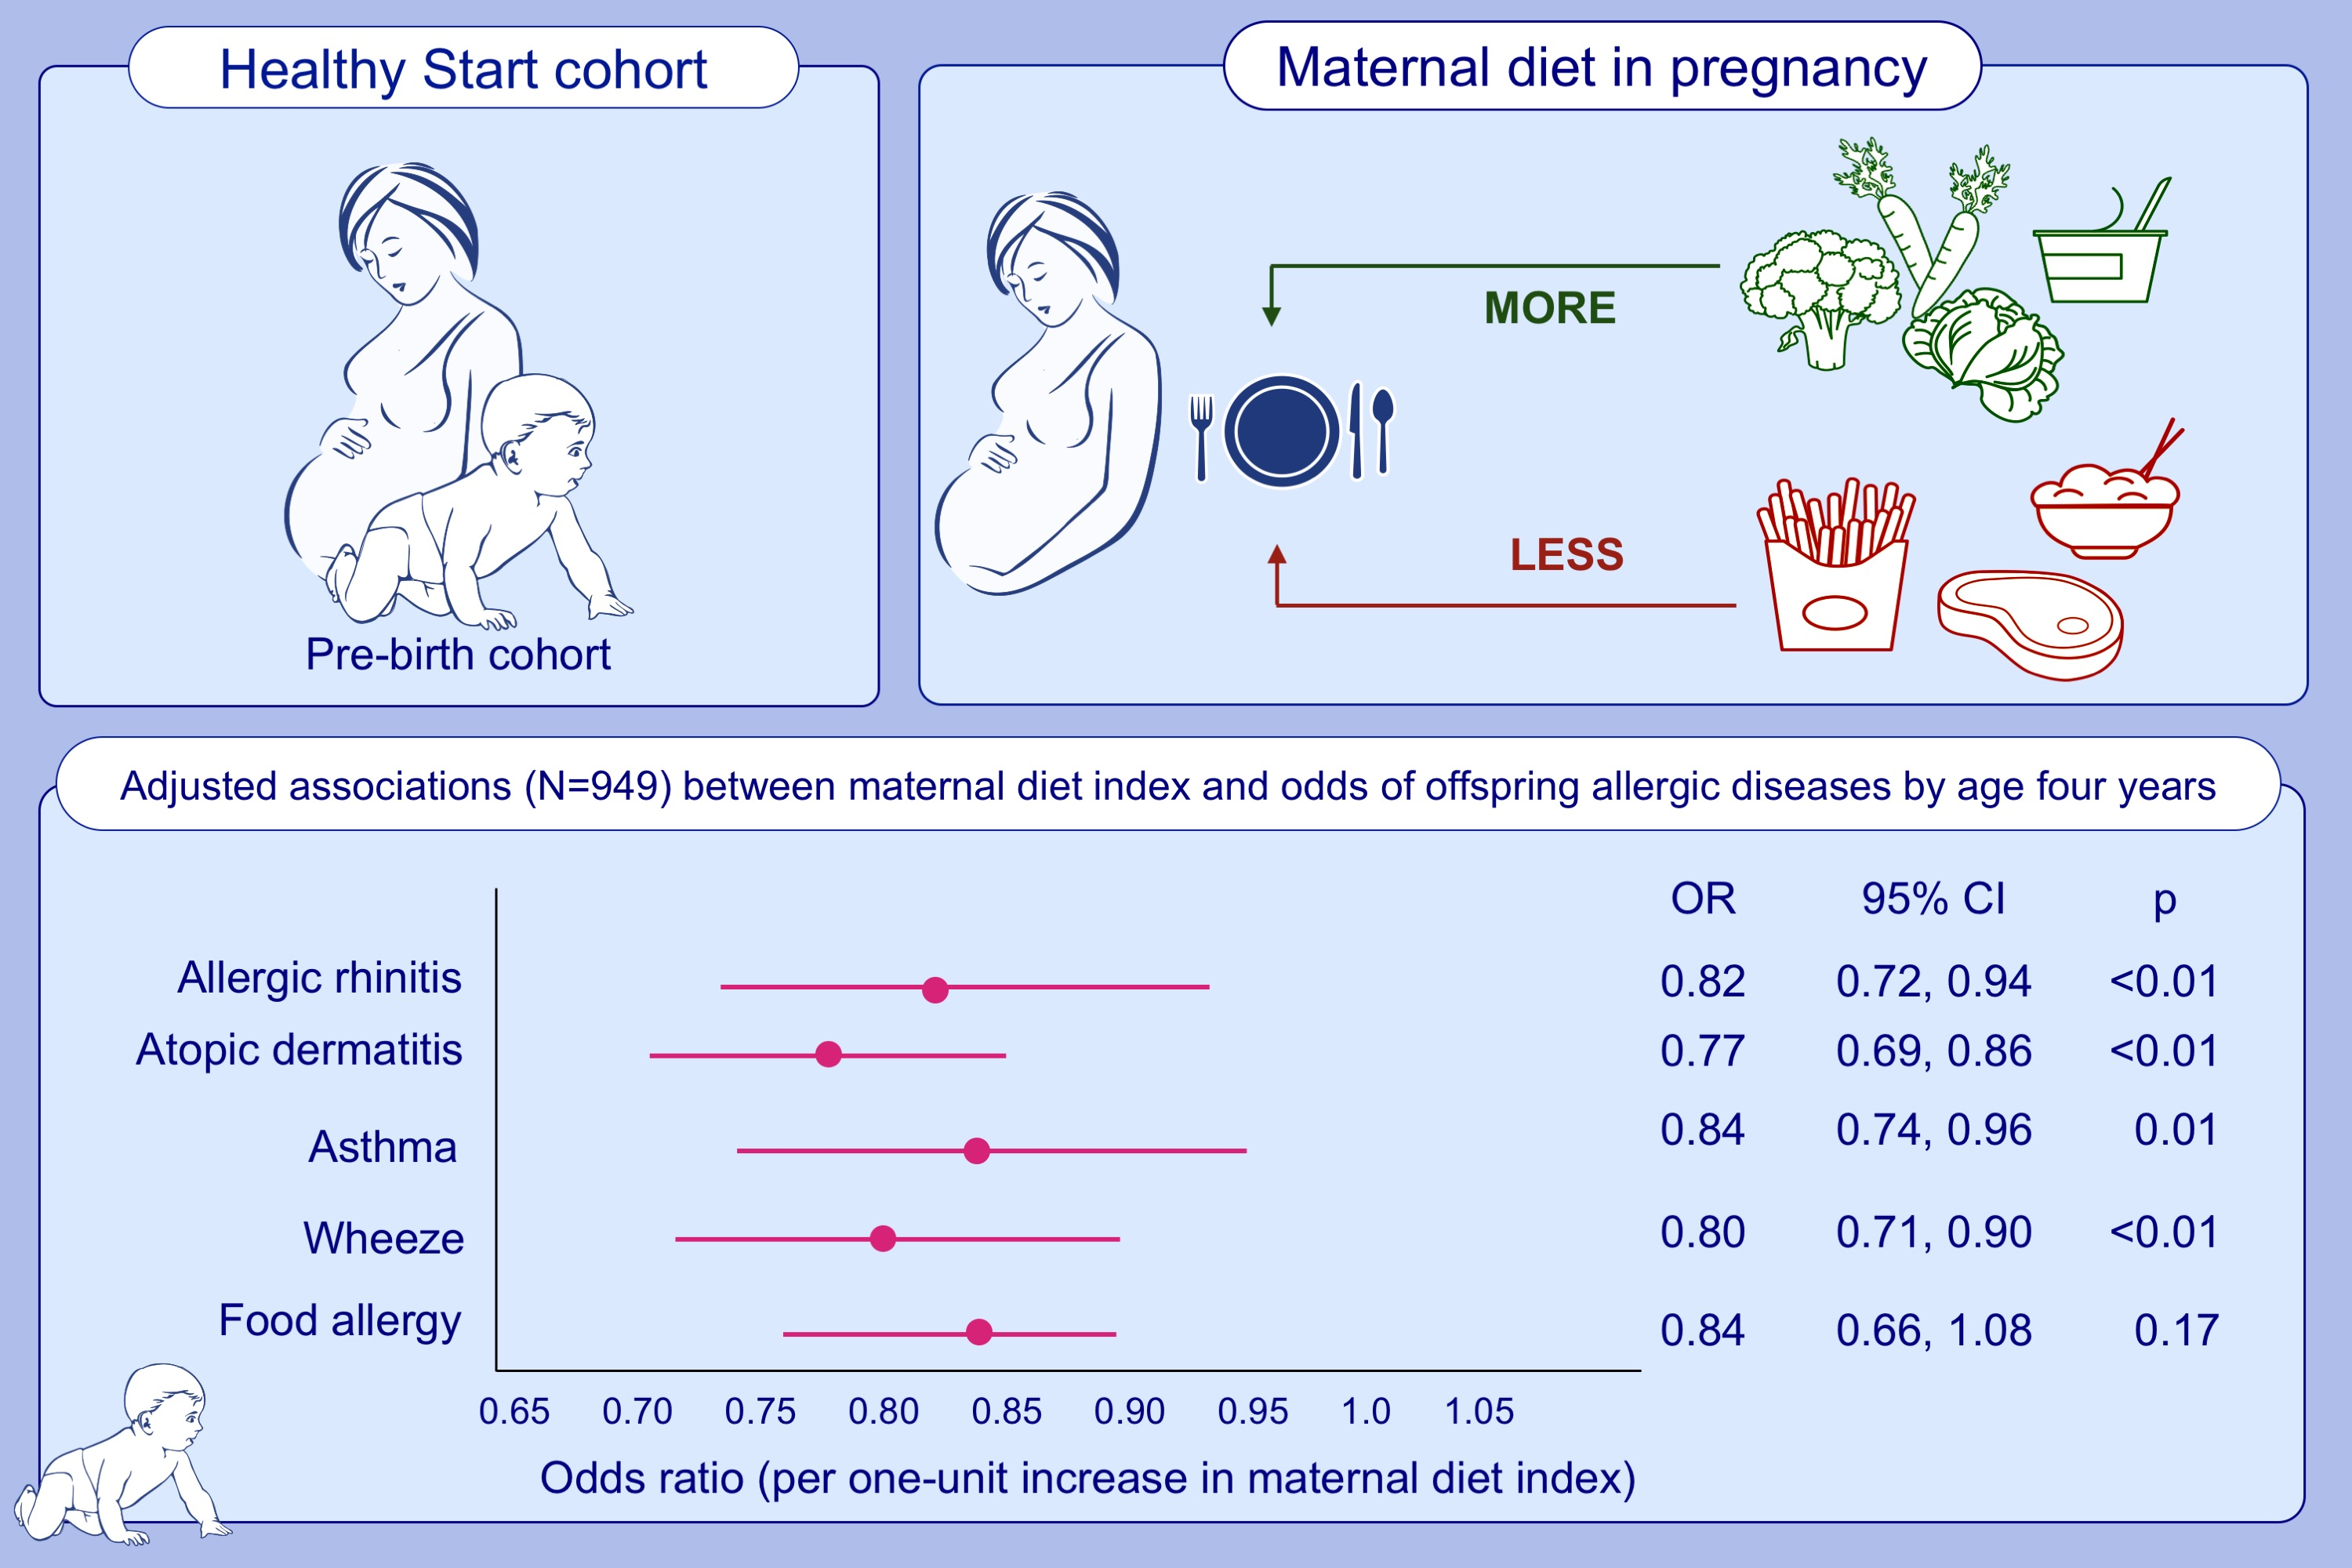 Healthy Start cohort
Pre-birth cohort
Maternal diet in pregnancy
MORE
LESS
Adjusted associations (N=949) between maternal diet index and odds of offspring allergic diseases by age four years
OR 95% CI p
Allergic rhinitis 0.82 0.72, 0.94 <0.01
Atopic dermatitis 0.77 0.69, 0.86 <0.01
Asthma 0.84 0.74, 0.96 0.01
Wheeze 0.80 0.71, 0.90 <0.01
Food allergy 0.84 0.66, 1.08 0.17
0.65 0.70 0.75 0.80 0.85 0.90 0.95 1.0 1.05
Odds ratio (per one-unit increase in maternal diet index)